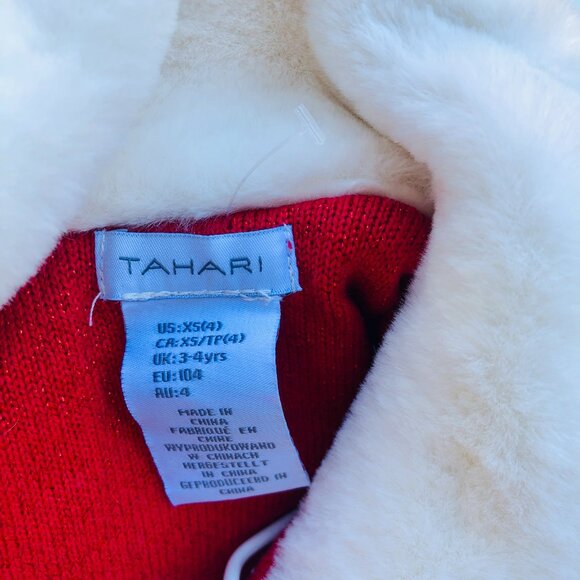 TAHARI
US:XS(4)
CA:XS/TP(4)
UK:3-4yrs
EU:104
AU:4
MADE IN
CHINA
FABRIQUÉ EN
CHINE
WYPRODUKOWANO
W CHINACH
HERGESTELLT
IN CHINA
GEPRODUCEERD IN
CHINA